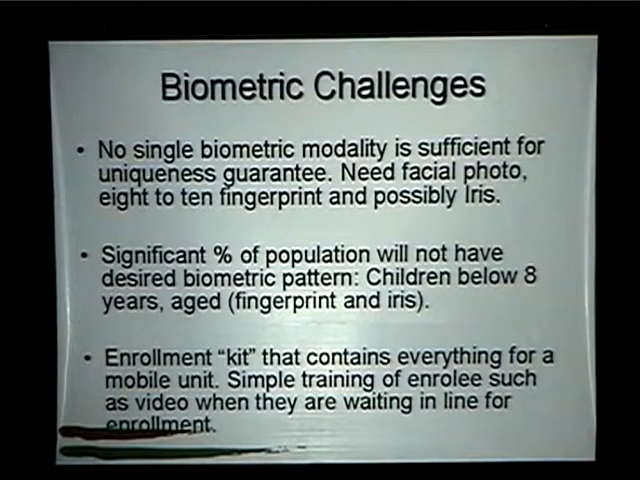 Biometric Challenges
• No single biometric modality is sufficient for
uniqueness guarantee. Need facial photo,
eight to ten fingerprint and possibly Iris.
• Significant % of population will not have
desired biometric pattern: Children below 8
years, aged (fingerprint and iris).
• Enrollment “kit” that contains everything for a
mobile unit. Simple training of enrolee such
as video when they are waiting in line for
enrollment.